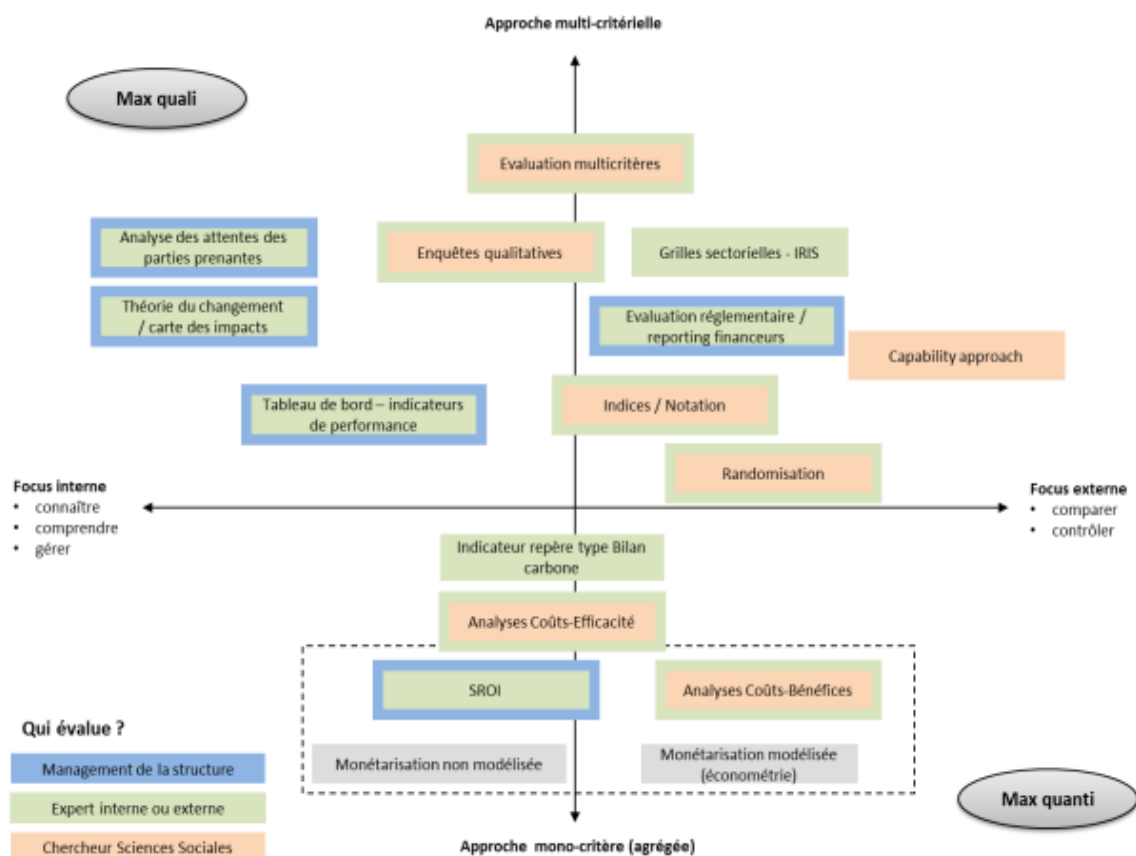 Approche multi-critérielle
Max quali
Evaluation multicritères
Analyse des attentes des
parties prenantes
Enquêtes qualitatives
Grilles sectorielles - IRIS
Théorie du changement
/ carte des impacts
Evaluation réglementaire /
reporting financeurs
Capability approach
Tableau de bord – indicateurs
de performance
Indices / Notation
Randomisation
Focus interne
• connaître
• comprendre
• gérer
Focus externe
• comparer
• contrôler
Indicateur repère type Bilan
carbone
Analyses Coûts-Efficacité
SROI
Analyses Coûts-Bénéfices
Monétarisation non modélisée
Monétarisation modélisée
(économétrie)
Qui évalue ?
Management de la structure
Expert interne ou externe
Chercheur Sciences Sociales
Max quanti
Approche mono-critère (agrégée)